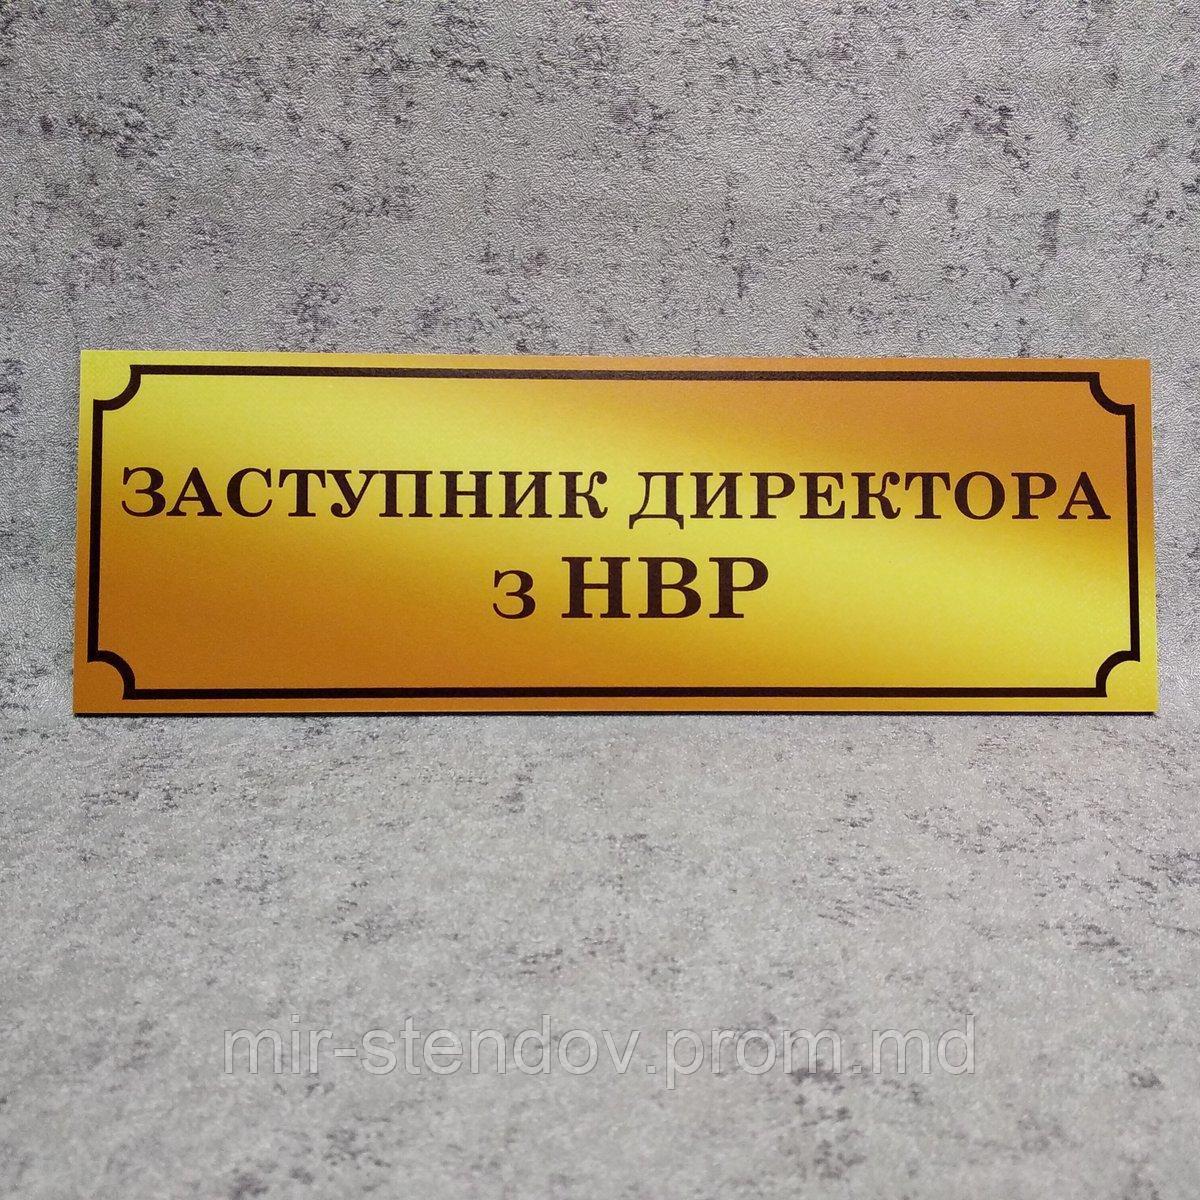 ЗАСТУПНИК ДИРЕКТОРА
з НВР
mir-stendov.prom.md